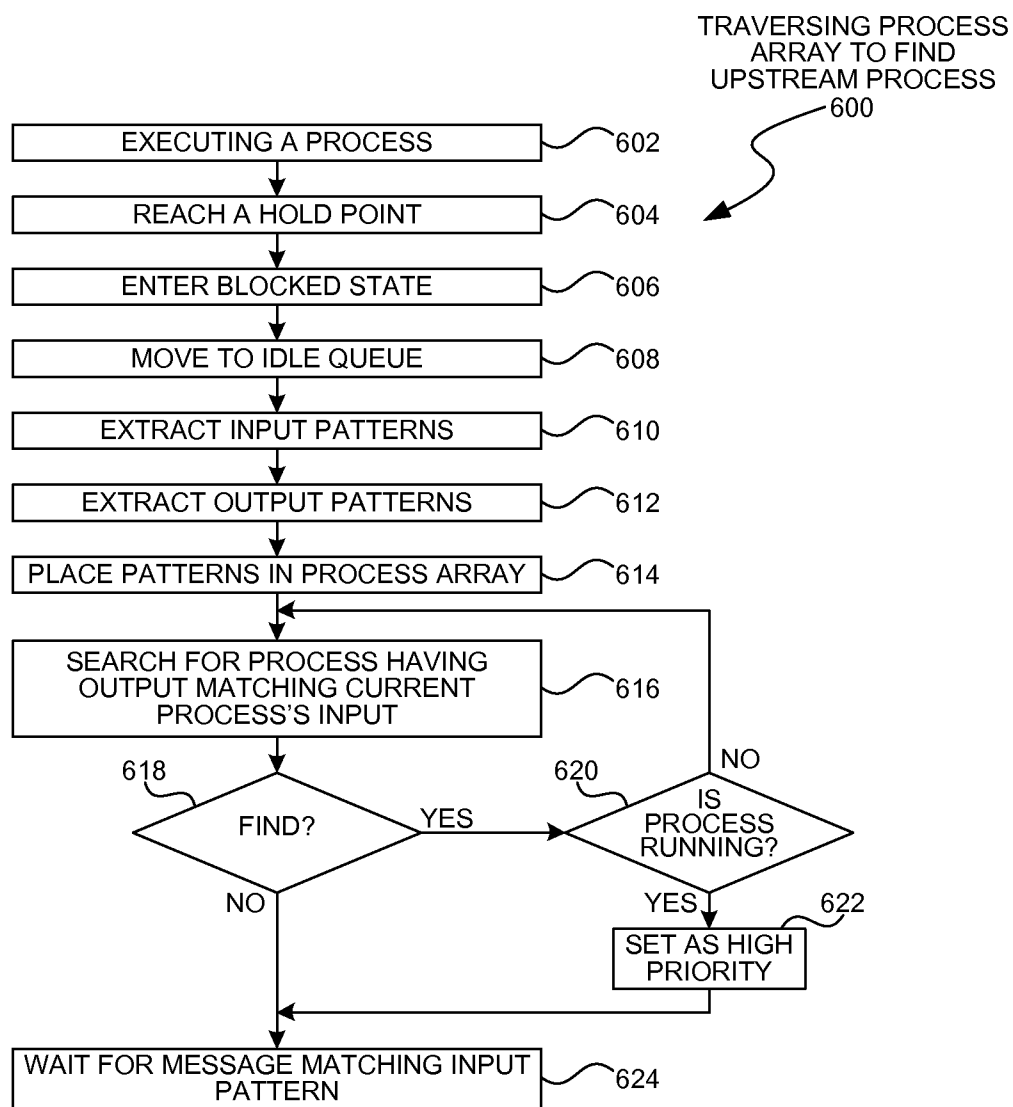 TRAVERSING PROCESS
ARRAY TO FIND
UPSTREAM PROCESS
600
EXECUTING A PROCESS
602
REACH A HOLD POINT
604
ENTER BLOCKED STATE
606
MOVE TO IDLE QUEUE
608
EXTRACT INPUT PATTERNS
610
EXTRACT OUTPUT PATTERNS
612
PLACE PATTERNS IN PROCESS ARRAY
614
SEARCH FOR PROCESS HAVING
OUTPUT MATCHING CURRENT
PROCESS'S INPUT
616
618
FIND?
YES
NO
620
IS
PROCESS
RUNNING?
NO
YES
622
SET AS HIGH
PRIORITY
WAIT FOR MESSAGE MATCHING INPUT
PATTERN
624